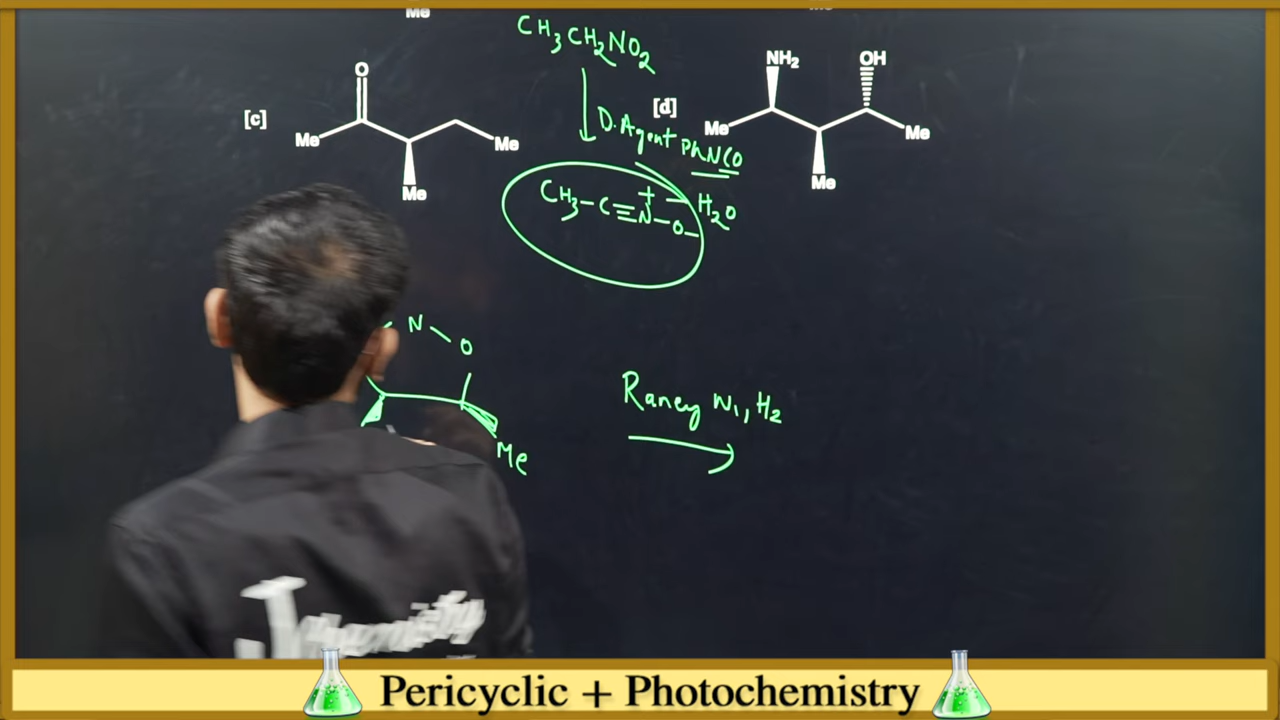 Me
Me
CH3CH2NO2
[c]
O
Me
Me
Me
D. Agent PhNCO
H2O
CH3-C≡N+-O-
[d]
NH2
OH
Me
Me
Me
N
O
Me
Raney Ni, H2
Pericyclic + Photochemistry